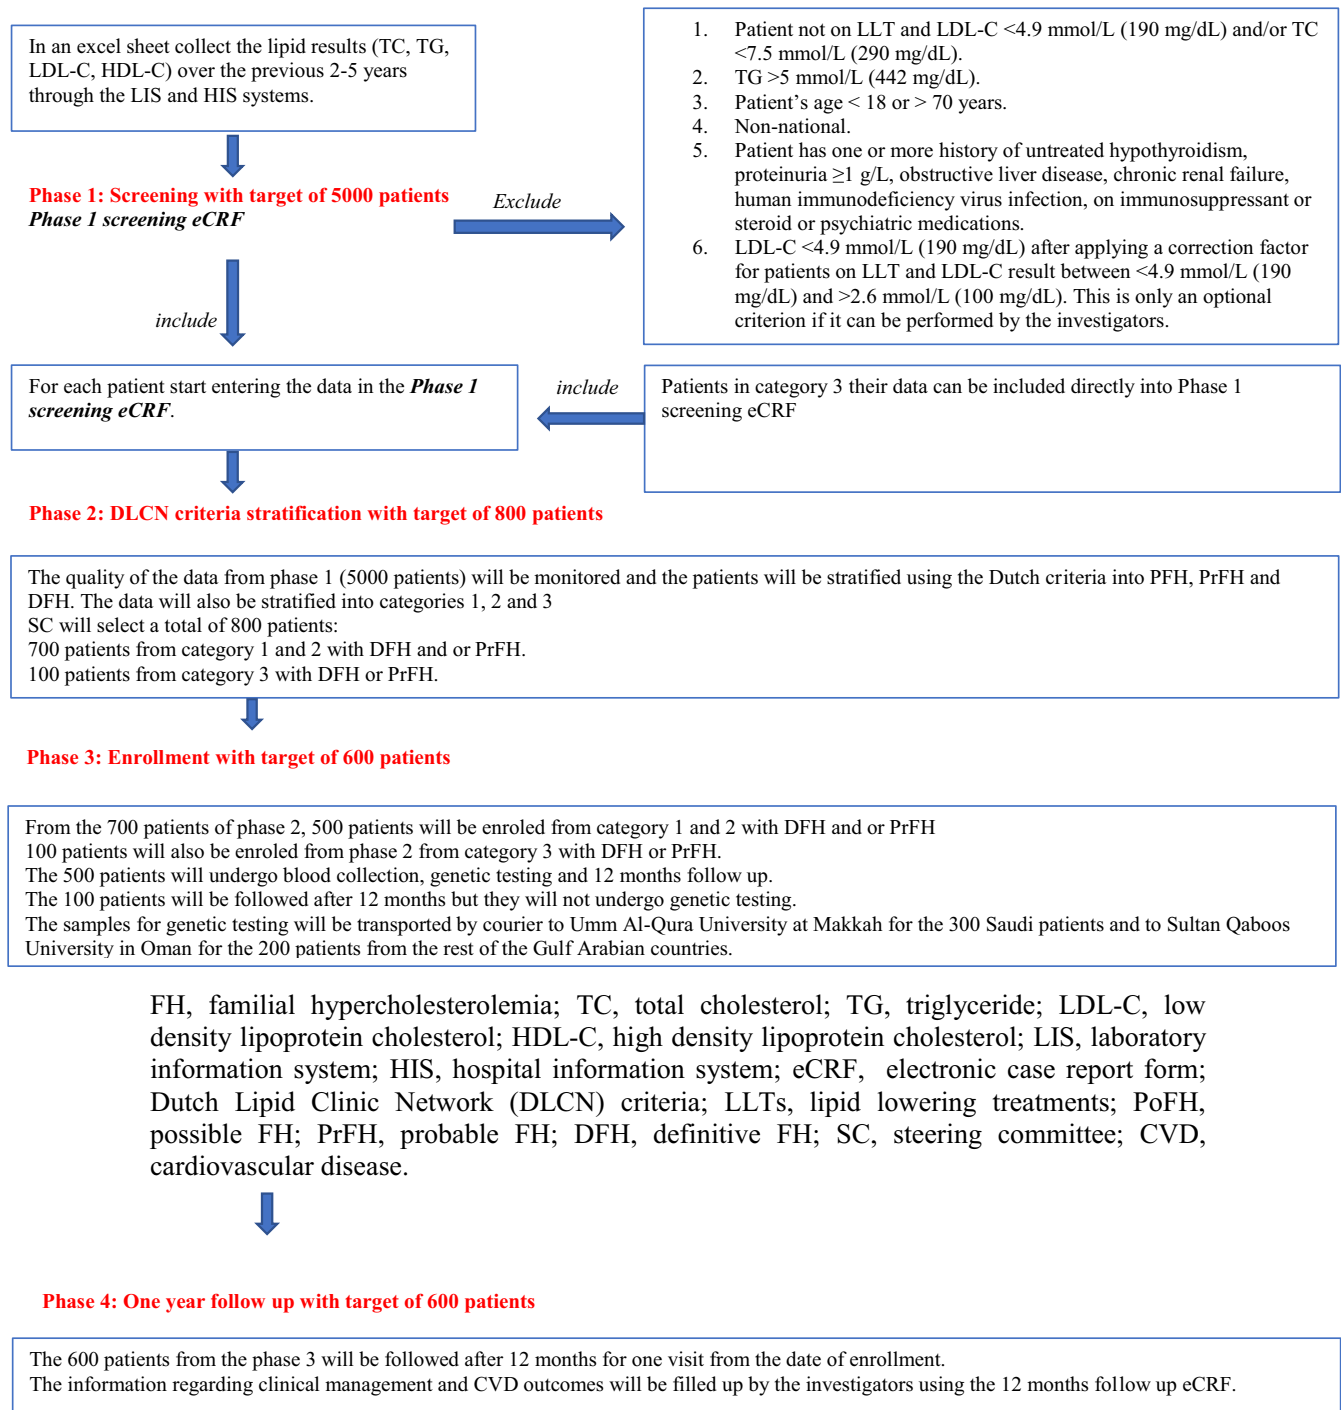 In an excel sheet collect the lipid results (TC, TG,
LDL-C, HDL-C) over the previous 2-5 years
through the LIS and HIS systems.
1. Patient not on LLT and LDL-C <4.9 mmol/L (190 mg/dL) and/or TC
<7.5 mmol/L (290 mg/dL).
2. TG >5 mmol/L (442 mg/dL).
3. Patient's age < 18 or > 70 years.
4. Non-national.
5. Patient has one or more history of untreated hypothyroidism,
proteinuria ≥1 g/L, obstructive liver disease, chronic renal failure,
human immunodeficiency virus infection, on immunosuppressant or
steroid or psychiatric medications.
6. LDL-C <4.9 mmol/L (190 mg/dL) after applying a correction factor
for patients on LLT and LDL-C result between <4.9 mmol/L (190
mg/dL) and >2.6 mmol/L (100 mg/dL). This is only an optional
criterion if it can be performed by the investigators.
Phase 1: Screening with target of 5000 patients
Phase 1 screening eCRF
Exclude
include
For each patient start entering the data in the Phase 1
screening eCRF.
include
Patients in category 3 their data can be included directly into Phase 1
screening eCRF
Phase 2: DLCN criteria stratification with target of 800 patients
The quality of the data from phase 1 (5000 patients) will be monitored and the patients will be stratified using the Dutch criteria into PFH, PrFH and
DFH. The data will also be stratified into categories 1, 2 and 3
SC will select a total of 800 patients:
700 patients from category 1 and 2 with DFH and or PrFH.
100 patients from category 3 with DFH or PrFH.
Phase 3: Enrollment with target of 600 patients
From the 700 patients of phase 2, 500 patients will be enroled from category 1 and 2 with DFH and or PrFH
100 patients will also be enroled from phase 2 from category 3 with DFH or PrFH.
The 500 patients will undergo blood collection, genetic testing and 12 months follow up.
The 100 patients will be followed after 12 months but they will not undergo genetic testing.
The samples for genetic testing will be transported by courier to Umm Al-Qura University at Makkah for the 300 Saudi patients and to Sultan Qaboos
University in Oman for the 200 patients from the rest of the Gulf Arabian countries.
FH, familial hypercholesterolemia; TC, total cholesterol; TG, triglyceride; LDL-C, low
density lipoprotein cholesterol; HDL-C, high density lipoprotein cholesterol; LIS, laboratory
information system; HIS, hospital information system; eCRF, electronic case report form;
Dutch Lipid Clinic Network (DLCN) criteria; LLTs, lipid lowering treatments; PoFH,
possible FH; PrFH, probable FH; DFH, definitive FH; SC, steering committee; CVD,
cardiovascular disease.
Phase 4: One year follow up with target of 600 patients
The 600 patients from the phase 3 will be followed after 12 months for one visit from the date of enrollment.
The information regarding clinical management and CVD outcomes will be filled up by the investigators using the 12 months follow up eCRF.